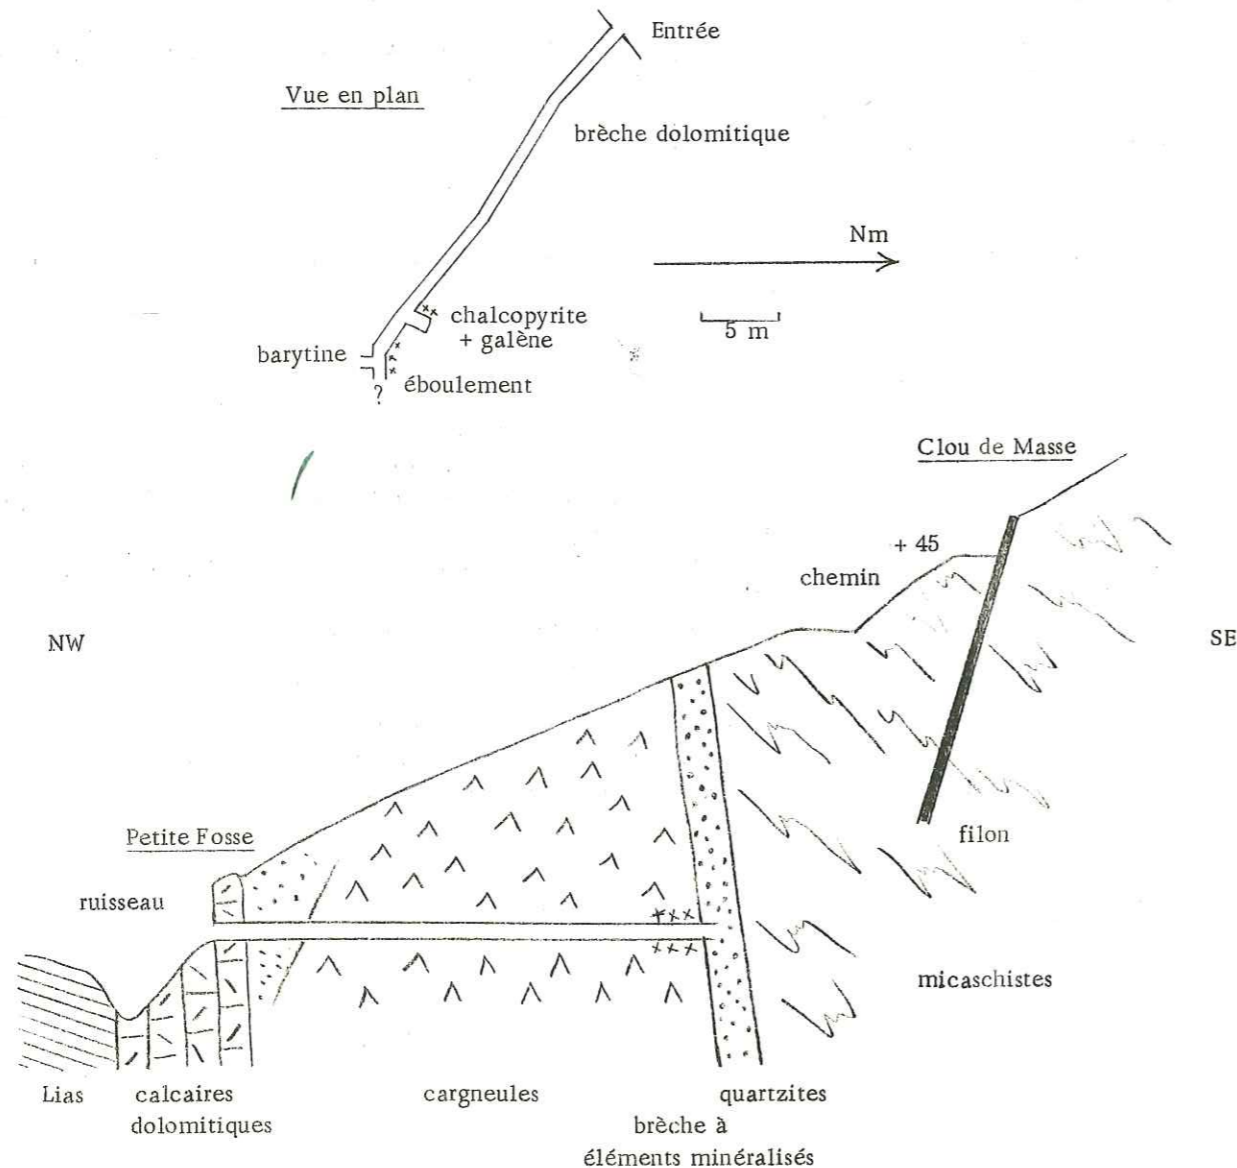 Entrée
Vue en plan
brèche dolomitique
Nm
5 m
chalcopyrite
+ galène
barytine
éboulement
?
Clou de Masse
+ 45
chemin
NW
SE
Petite Fosse
filon
ruisseau
micaschistes
Lias
calcaires
dolomitiques
cargneules
quartzites
brèche à
éléments minéralisés